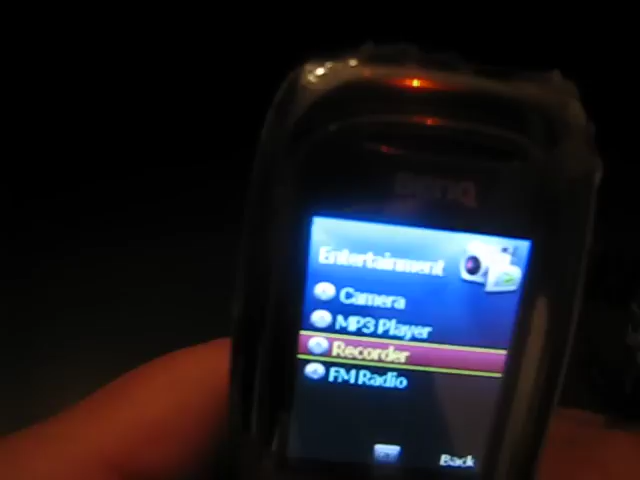 BenQ
Entertainment
Camera
MP3 Player
Recorder
FM Radio
Back